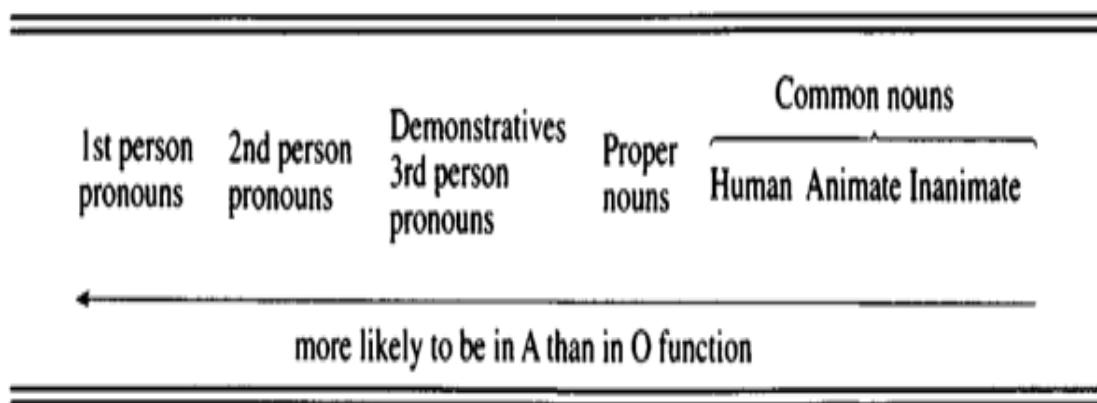 Common nouns
1st person pronouns
2nd person pronouns
Demonstratives
3rd person pronouns
Proper nouns
Human Animate Inanimate
more likely to be in A than in O function